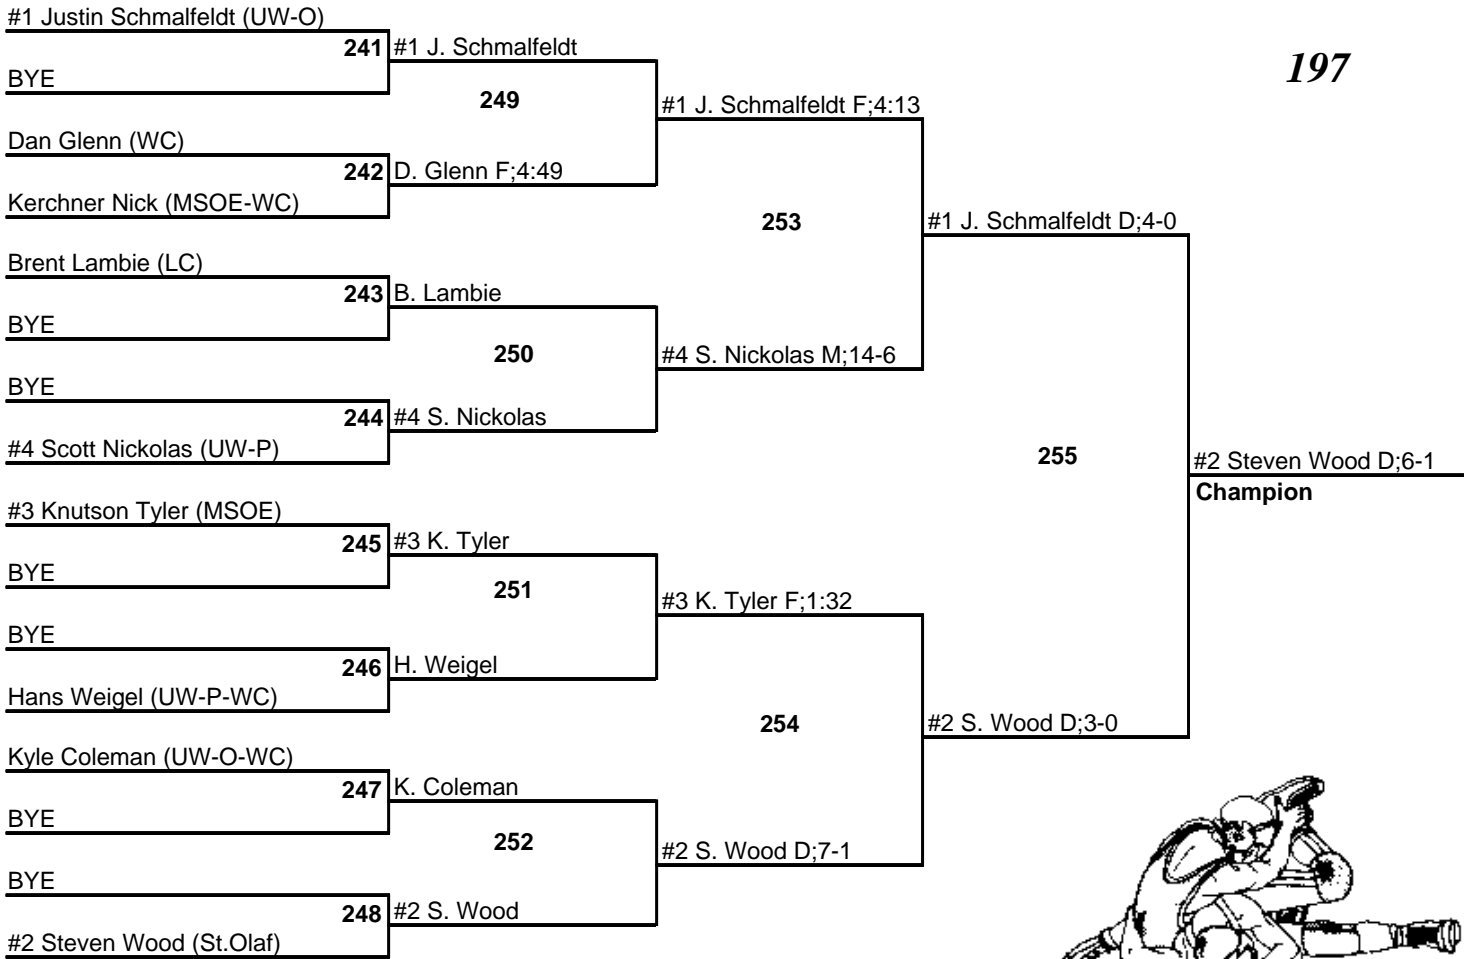 #1 Justin Schmalfeldt (UW-O)
241 #1 J. Schmalfeldt
197
BYE
249
#1 J. Schmalfeldt F;4:13
Dan Glenn (WC)
242 D. Glenn F;4:49
Kerchner Nick (MSOE-WC)
253
#1 J. Schmalfeldt D;4-0
Brent Lambie (LC)
243 B. Lambie
BYE
250
#4 S. Nickolas M;14-6
BYE
244 #4 S. Nickolas
#4 Scott Nickolas (UW-P)
255
#2 Steven Wood D;6-1
Champion
#3 Knutson Tyler (MSOE)
245 #3 K. Tyler
BYE
251
#3 K. Tyler F;1:32
BYE
246 H. Weigel
Hans Weigel (UW-P-WC)
254
#2 S. Wood D;3-0
Kyle Coleman (UW-O-WC)
247 K. Coleman
BYE
252
#2 S. Wood D;7-1
BYE
248 #2 S. Wood
#2 Steven Wood (St.Olaf)